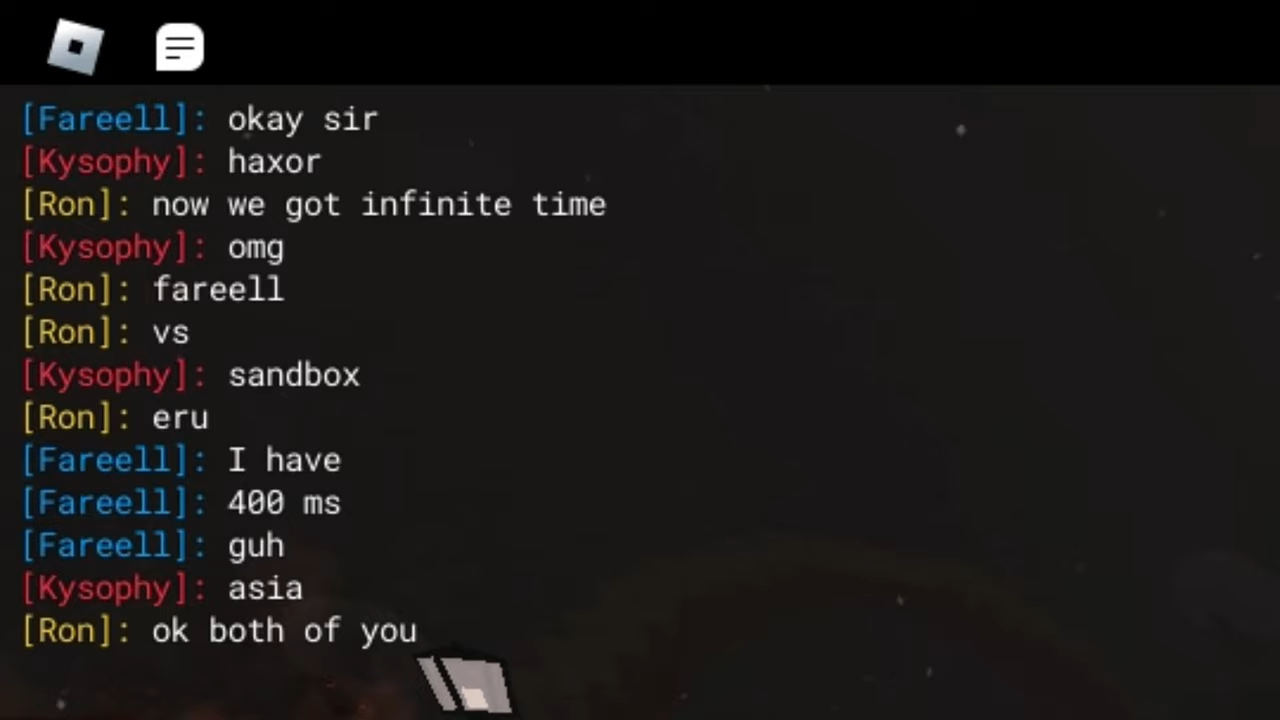 [Fareell]: okay sir
[Kysophy]: haxor
[Ron]: now we got infinite time
[Kysophy]: omg
[Ron]: fareell
[Ron]: vs
[Kysophy]: sandbox
[Ron]: eru
[Fareell]: I have
[Fareell]: 400 ms
[Fareell]: guh
[Kysophy]: asia
[Ron]: ok both of you